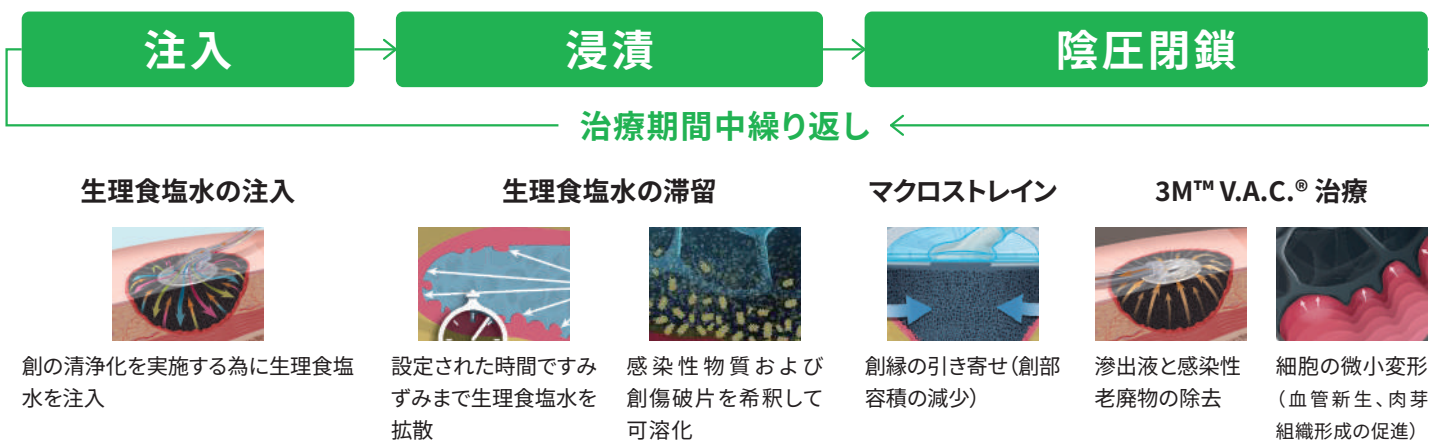 注入
浸漬
陰圧閉鎖
治療期間中繰り返し
生理食塩水の注入
生理食塩水の滞留
マクロストレイン
3M™ V.A.C.® 治療
創の清浄化を実施する為に生理食塩
水を注入
設定された時間ですみ
ずみまで生理食塩水を
拡散
感染性物質および
創傷破片を希釈して
可溶化
創縁の引き寄せ（創部
容積の減少）
滲出液と感染性
老廃物の除去
細胞の微小変形
（血管新生、肉芽
組織形成の促進）